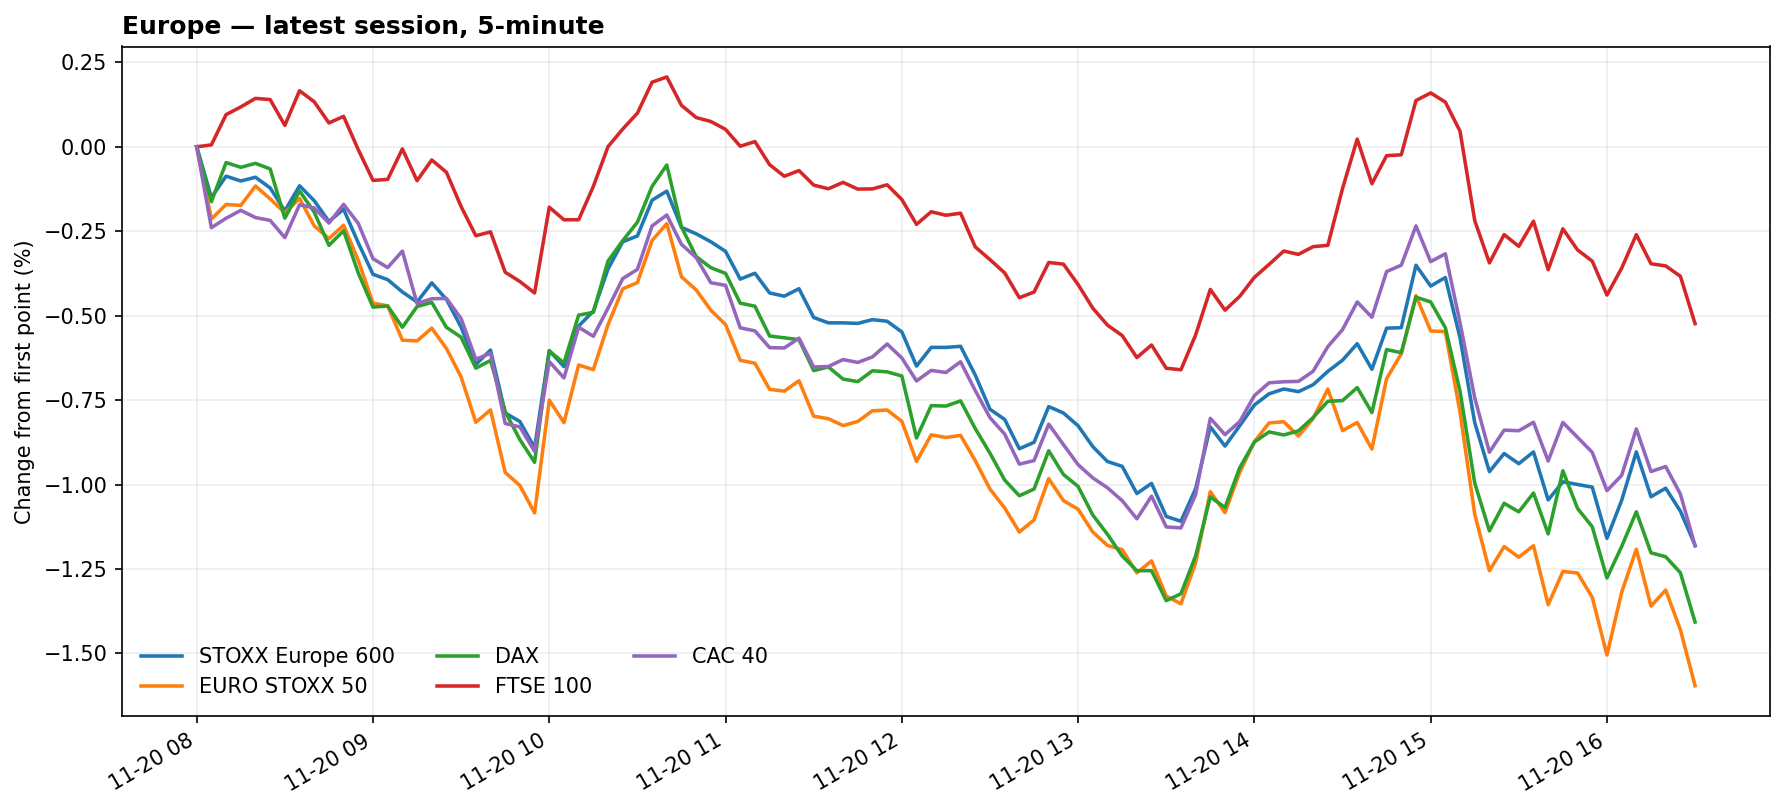 Europe — latest session, 5-minute
Change from first point (%)
0.25
0.00
−0.25
−0.50
−0.75
−1.00
−1.25
−1.50
STOXX Europe 600
EURO STOXX 50
DAX
FTSE 100
CAC 40
11-20 08
11-20 09
11-20 10
11-20 11
11-20 12
11-20 13
11-20 14
11-20 15
11-20 16